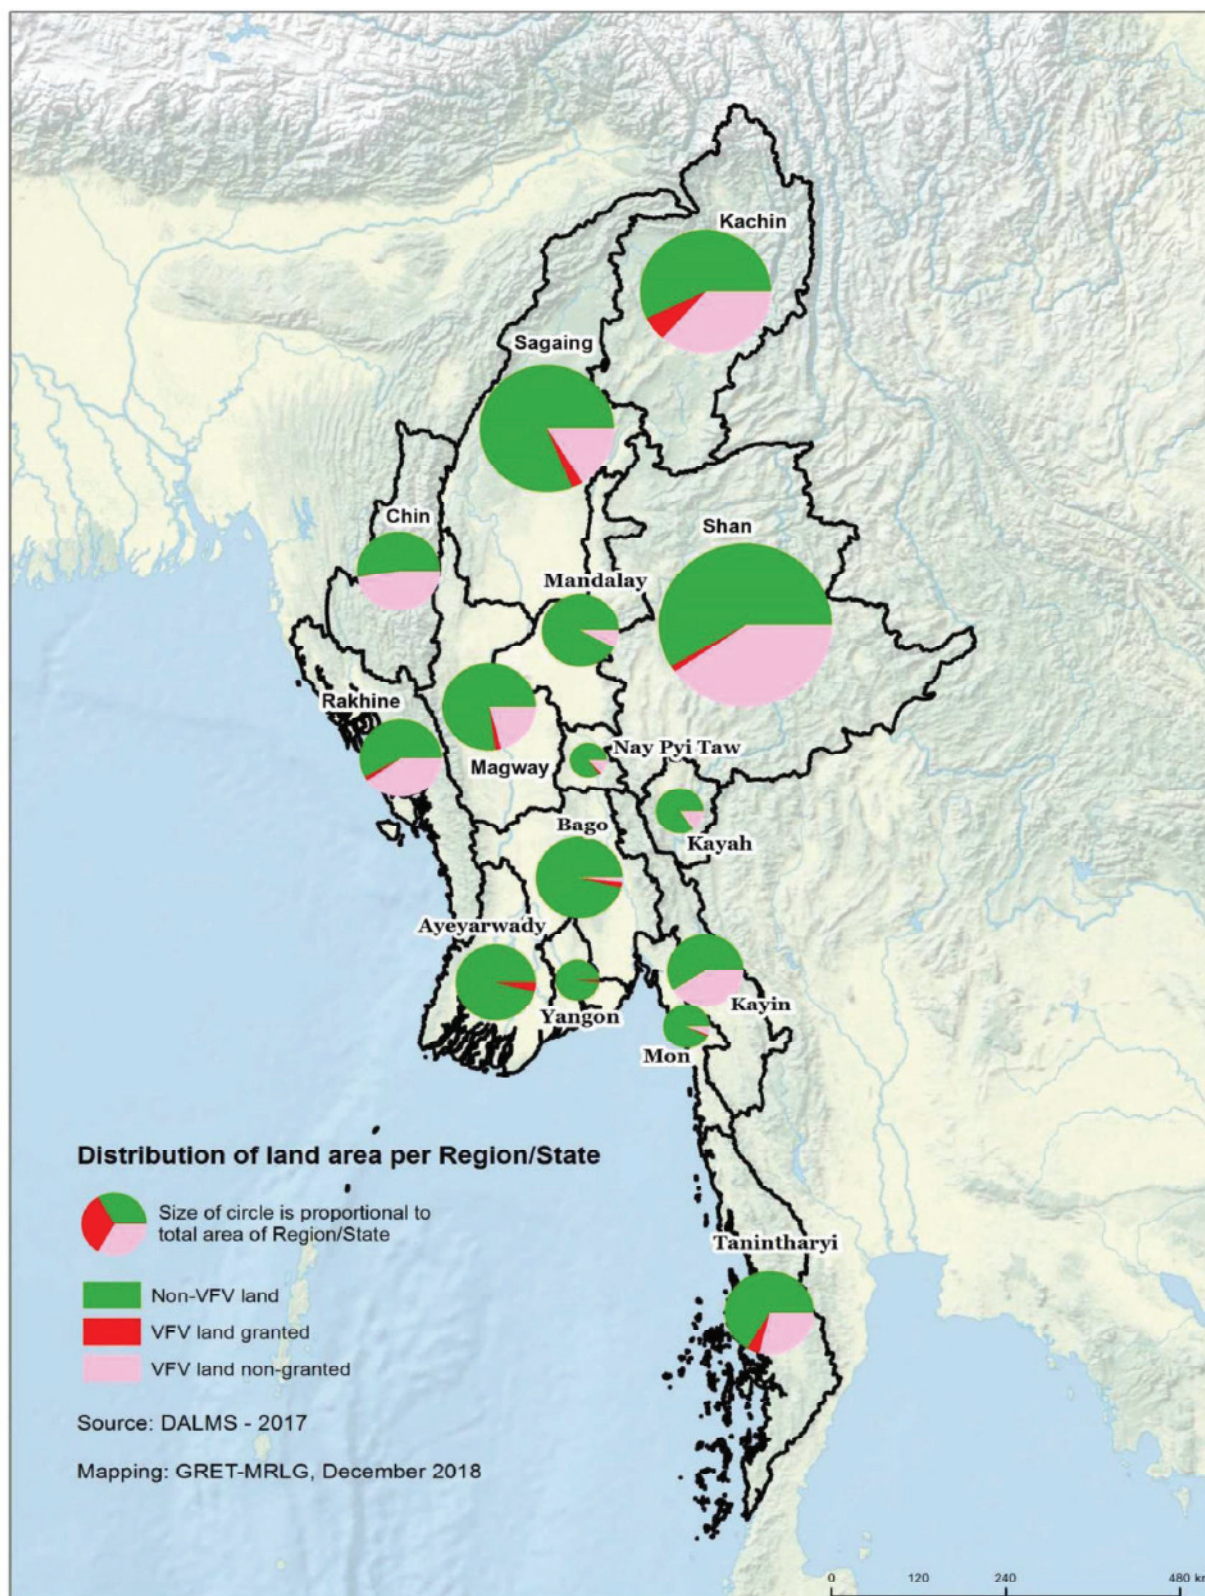 Kachin
Sagaing
Chin
Shan
Mandalay
Rakhine
Nay Pyi Taw
Magway
Bago
Kayah
Ayeyarwady
Yangon
Kayin
Mon
Distribution of land area per Region/State
Size of circle is proportional to
total area of Region/State
Tanintharyi
Non-VFV land
VFV land granted
VFV land non-granted
Source: DALMS - 2017
Mapping: GRET-MRLG, December 2018
0 120 240 480 km